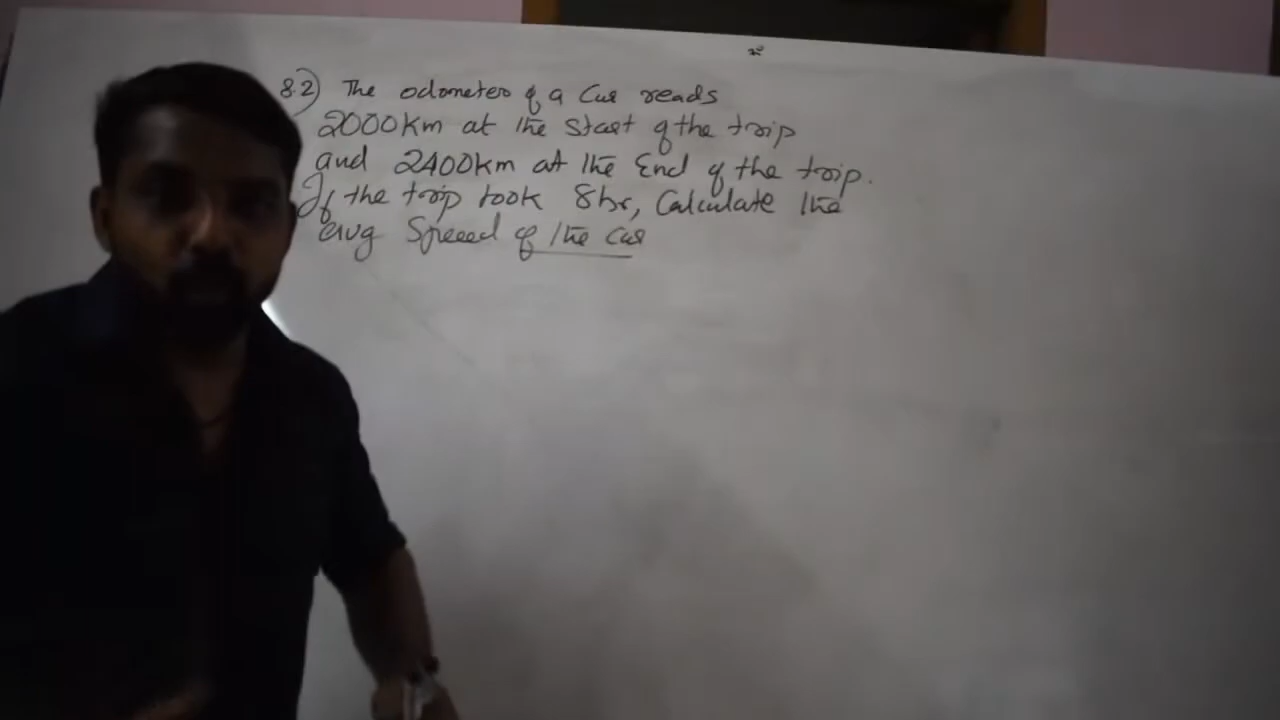 8.2) The odometer of a Car reads
2000Km at the Start of the trip
and 2400Km at the End of the trip.
If the trip took 8hr, Calculate the
avg Speed of the car